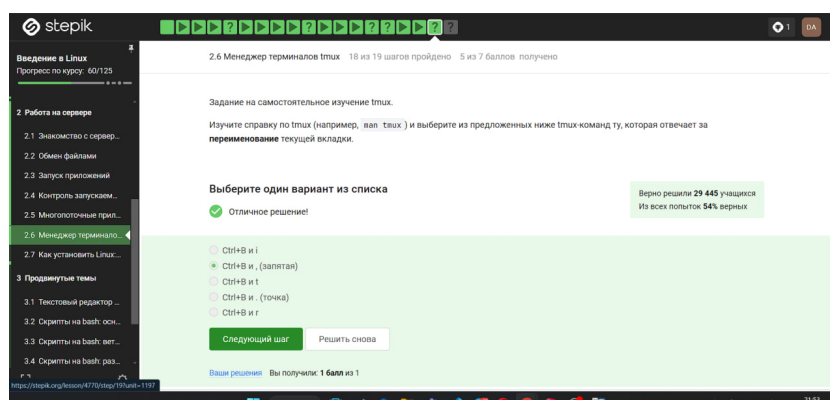 stepik
1
DA
Введение в Linux
Прогресс по курсу: 60/125
2.6 Менеджер терминалов tmux 18 из 19 шагов пройдено 5 из 7 баллов получено
2 Работа на сервере
2.1 Знакомство с сервер...
2.2 Обмен файлами
2.3 Запуск приложений
2.4 Контроль запускаем...
2.5 Многопоточные прил...
2.6 Менеджер терминало...
2.7 Как установить Linux:...
3 Продвинутые темы
3.1 Текстовый редактор ...
3.2 Скрипты на bash: осн...
3.3 Скрипты на bash: вет...
3.4 Скрипты на bash: раз...
https://stepik.org/lesson/4770/step/19?unit=1197
Задание на самостоятельное изучение tmux.
Изучите справку по tmux (например, man tmux ) и выберите из предложенных ниже tmux-команд ту, которая отвечает за
переименование текущей вкладки.
Выберите один вариант из списка
Отличное решение!
Верно решили 29 445 учащихся
Из всех попыток 54% верных
Ctrl+B и i
Ctrl+B и , (запятая)
Ctrl+B и t
Ctrl+B и . (точка)
Ctrl+B и r
Следующий шаг
Решить снова
Ваши решения Вы получили: 1 балл из 1
21:53